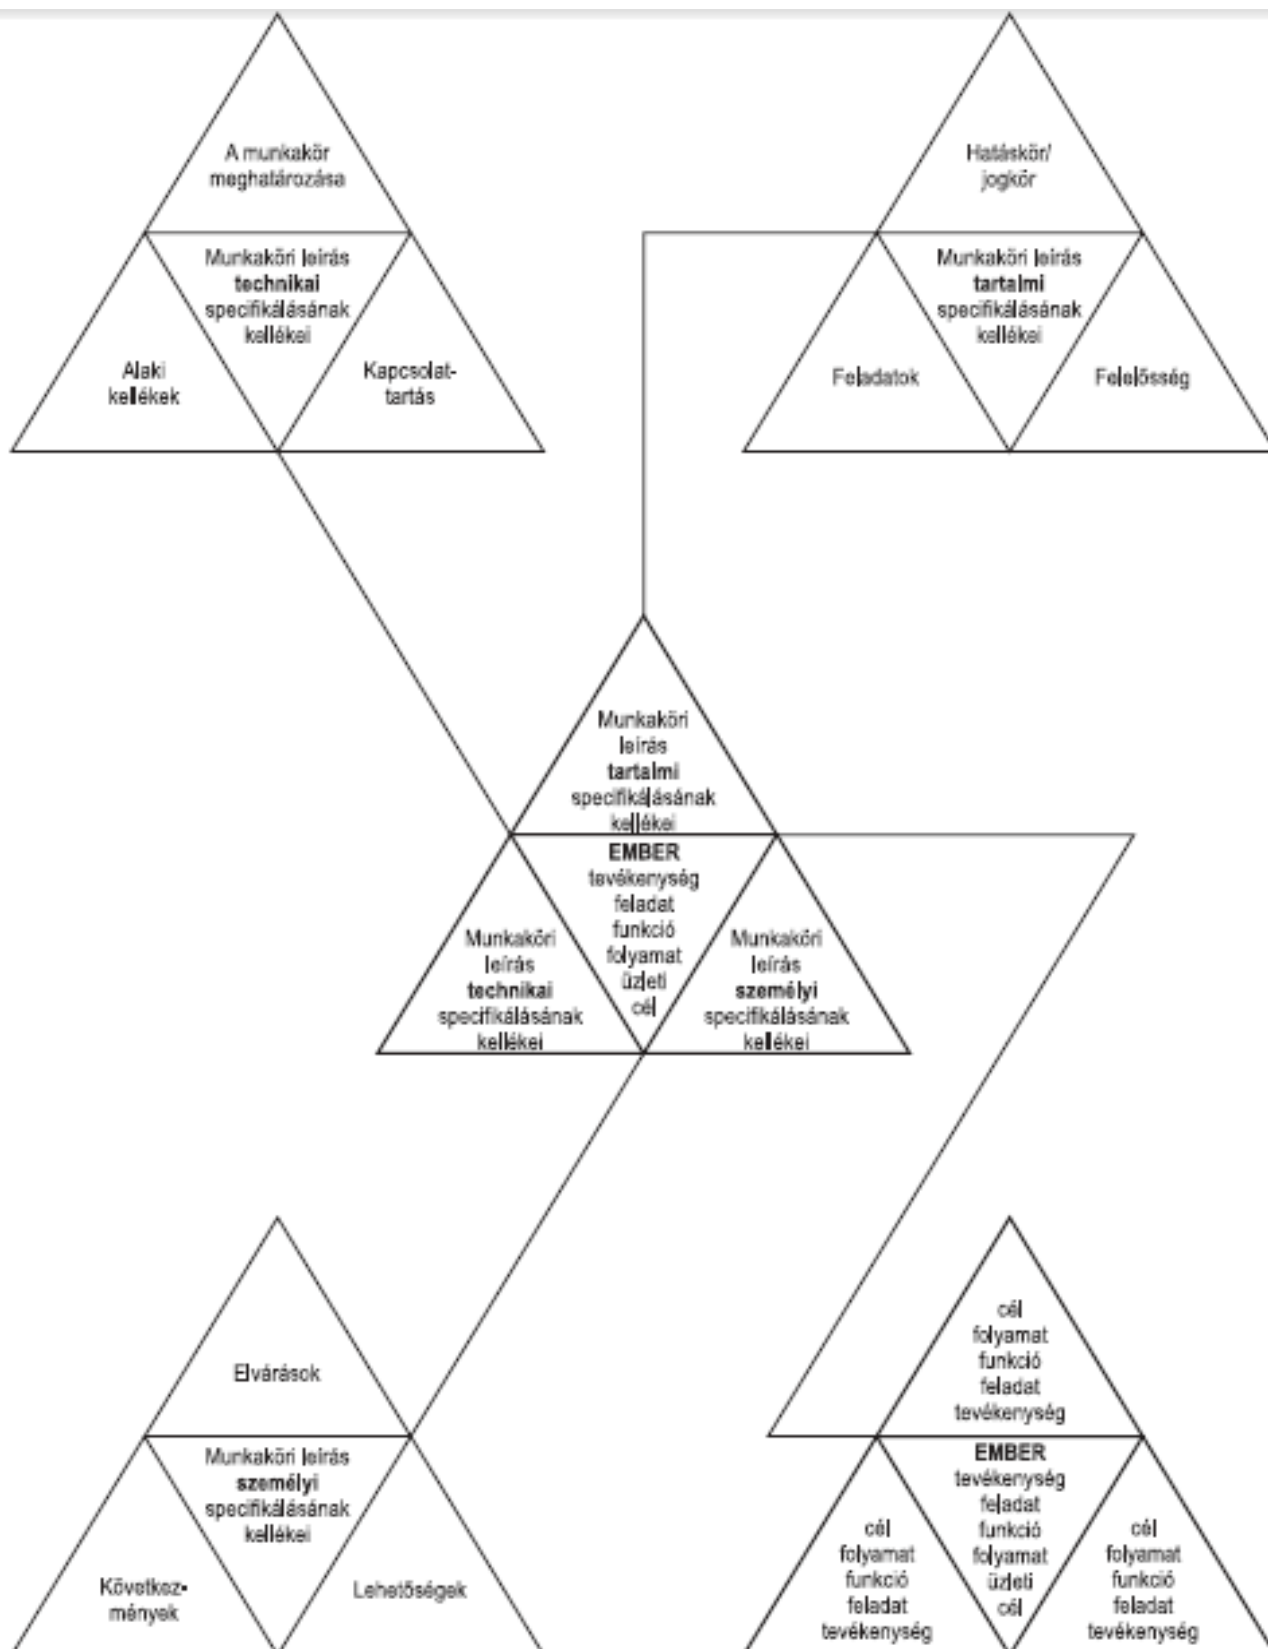 A munkakör
meghatározása
Munkaköri leírás
technikai
specifikálásának
kellékei
Alaki
kellékek
Kapcsolat-
tartás
Hatáskör/
jogkör
Munkaköri leírás
tartalmi
specifikálásának
kellékei
Feladatok
Felelősség
Munkaköri
leírás
tartalmi
specifikálásának
kellékei
EMBER
tevékenység
feladat
funkció
folyamat
üzleti
cél
Munkaköri
leírás
technikai
specifikálásának
kellékei
Munkaköri
leírás
személyi
specifikálásának
kellékei
Elvárások
Munkaköri leírás
személyi
specifikálásának
kellékei
Következ-
mények
Lehetőségek
cél
folyamat
funkció
feladat
tevékenység
EMBER
tevékenység
feladat
funkció
folyamat
üzleti
cél
cél
folyamat
funkció
feladat
tevékenység
cél
folyamat
funkció
feladat
tevékenység